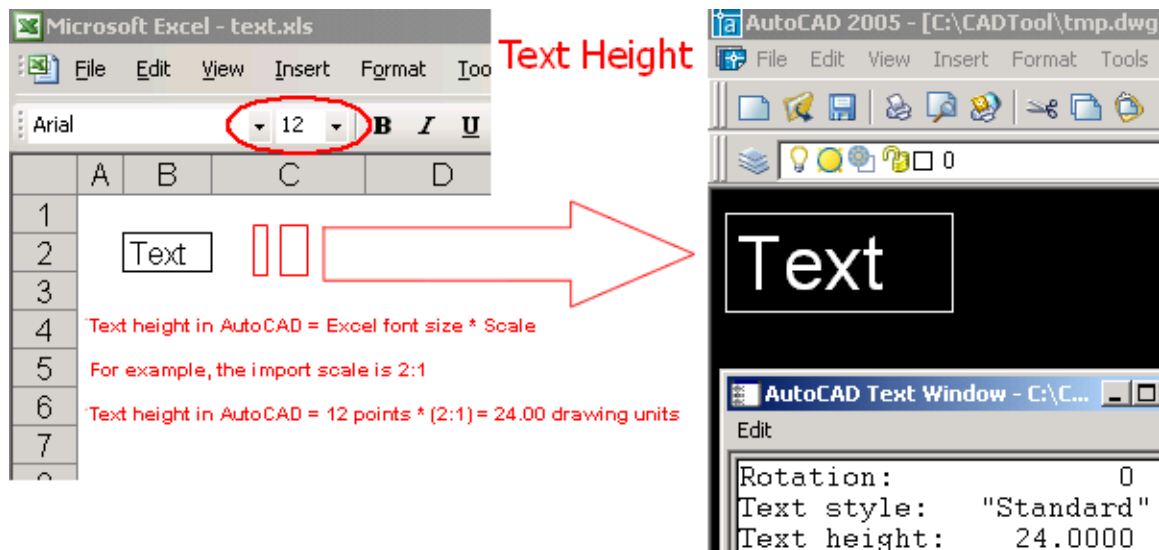 Microsoft Excel - text.xls
File Edit View Insert Format Too
Arial 12 B I U
A B C D
1
2 Text
3
4
5
6
7
Text Height
Text height in AutoCAD = Excel font size * Scale
For example, the import scale is 2:1
Text height in AutoCAD = 12 points * (2:1) = 24.00 drawing units
AutoCAD 2005 - [C:\CADTool\tmp.dwg
File Edit View Insert Format Tools
0
Text
AutoCAD Text Window - C:\C...
Edit
Rotation: 0
Text style: "Standard"
Text height: 24.0000